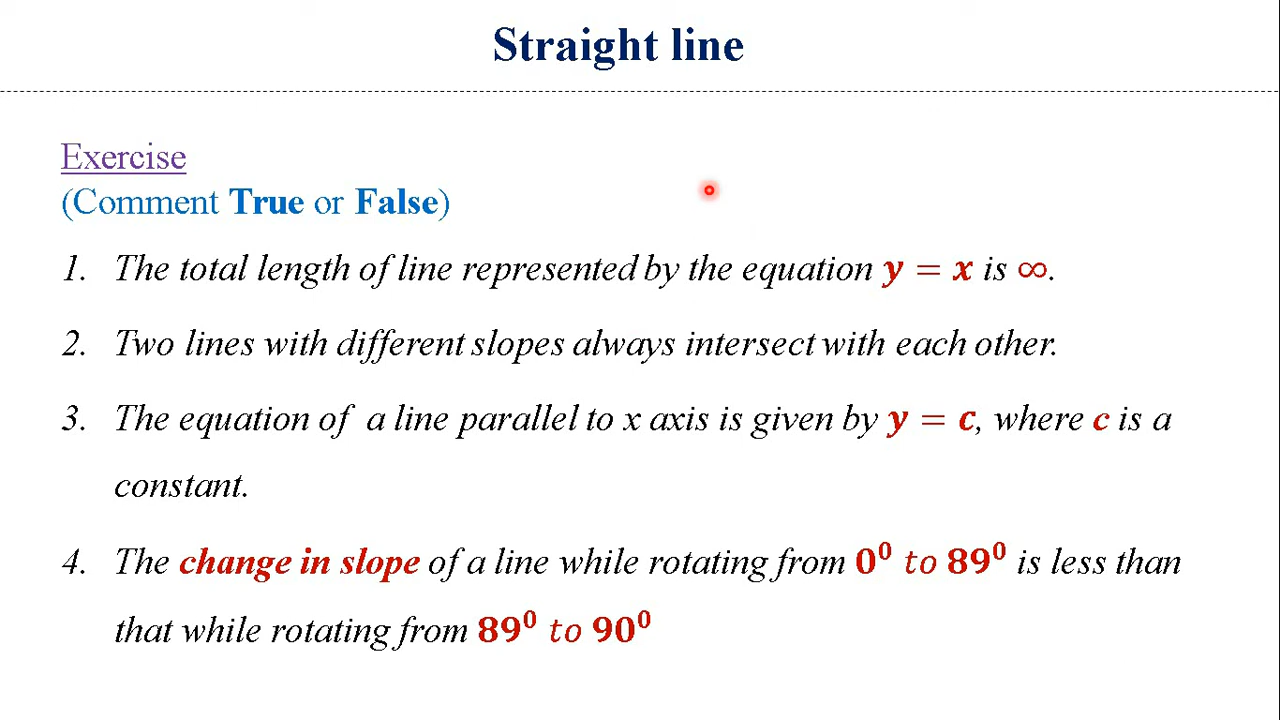 Straight line
Exercise
(Comment True or False)
1. The total length of line represented by the equation y = x is ∞.
2. Two lines with different slopes always intersect with each other.
3. The equation of a line parallel to x axis is given by y = c, where c is a
constant.
4. The change in slope of a line while rotating from 0⁰ to 89⁰ is less than
that while rotating from 89⁰ to 90⁰